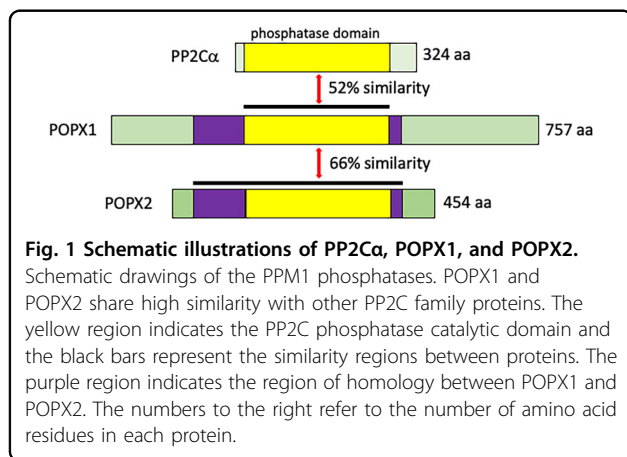 phosphatase domain
PP2Cα 324 aa
52% similarity
POPX1 757 aa
66% similarity
POPX2 454 aa
Fig. 1 Schematic illustrations of PP2Cα, POPX1, and POPX2.
Schematic drawings of the PPM1 phosphatases. POPX1 and
POPX2 share high similarity with other PP2C family proteins. The
yellow region indicates the PP2C phosphatase catalytic domain and
the black bars represent the similarity regions between proteins. The
purple region indicates the region of homology between POPX1 and
POPX2. The numbers to the right refer to the number of amino acid
residues in each protein.